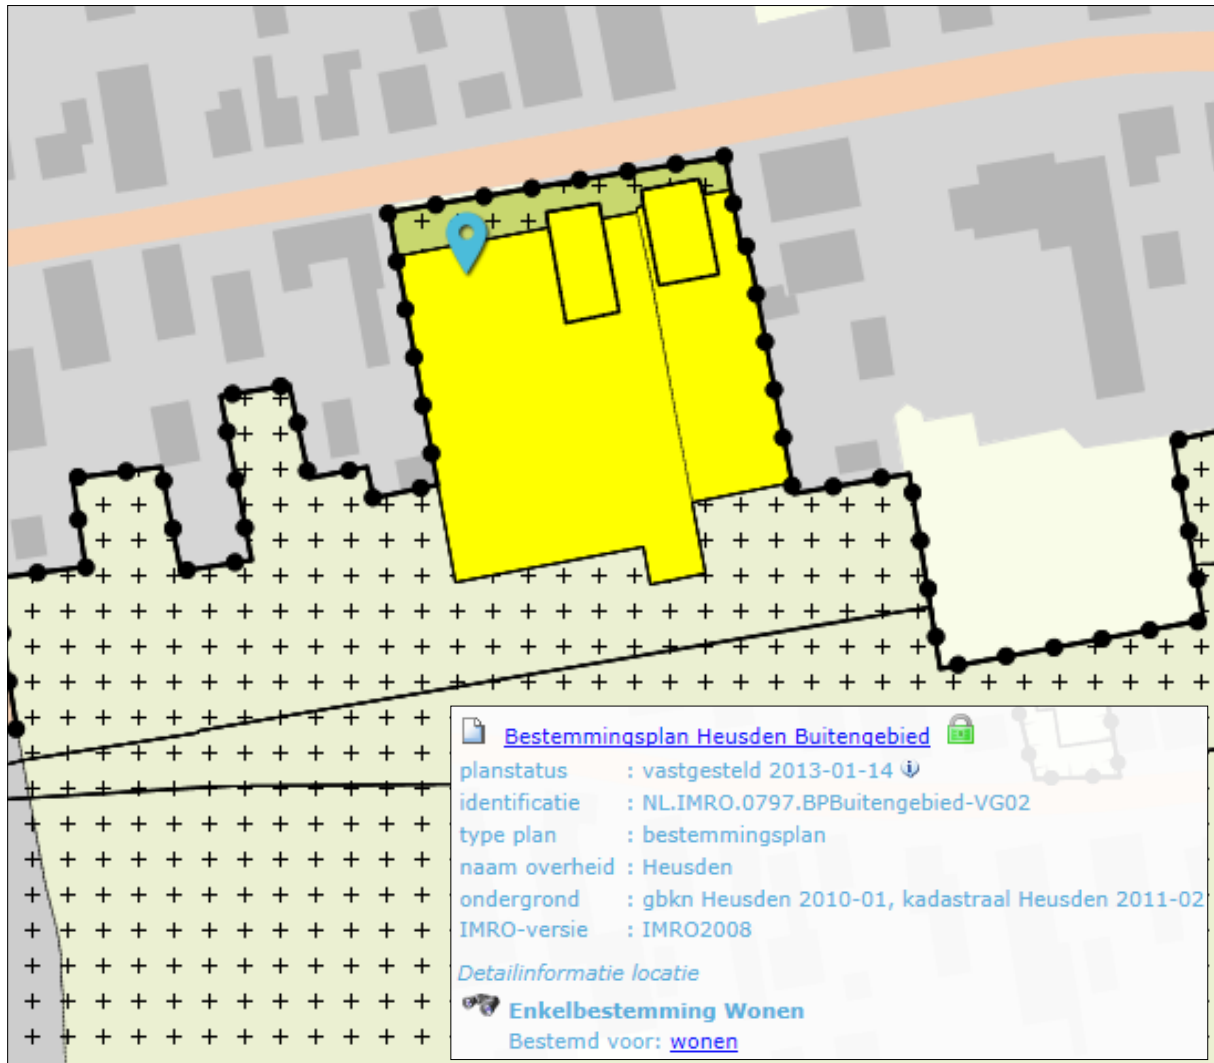 Bestemmingsplan Heusden Buitengebied
planstatus : vastgesteld 2013-01-14
identificatie : NL.IMRO.0797.BPBuitengebied-VG02
type plan : bestemmingsplan
naam overheid : Heusden
ondergrond : gbkn Heusden 2010-01, kadastraal Heusden 2011-02
IMRO-versie : IMRO2008
Detailinformatie locatie
Enkelbestemming Wonen
Bestemd voor: wonen